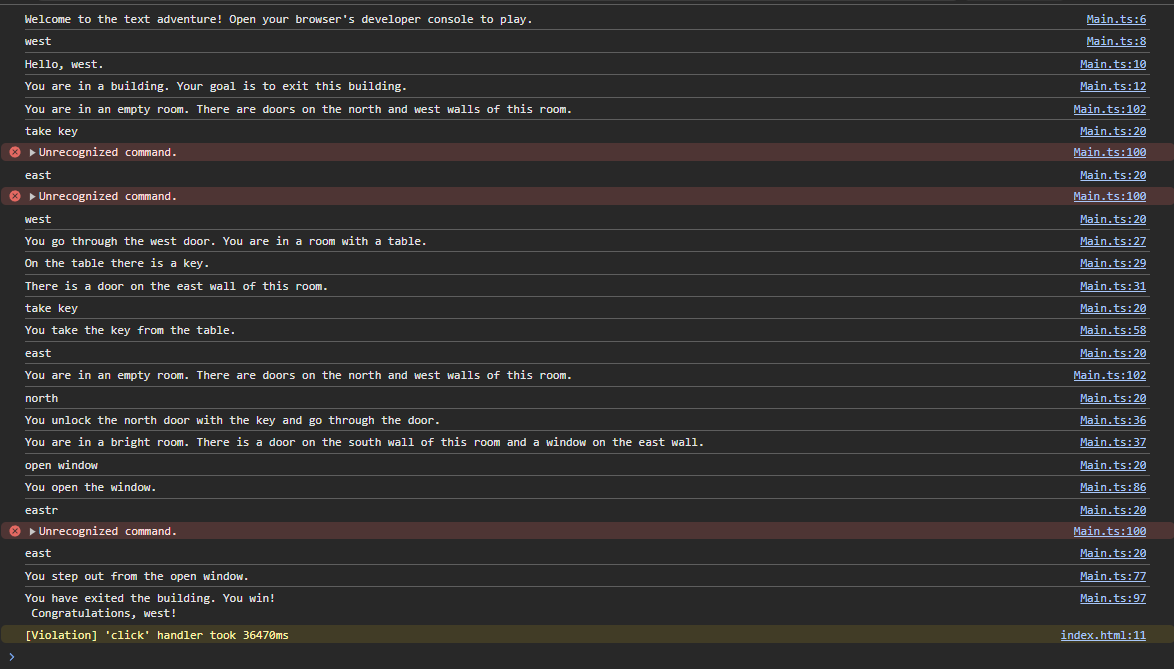 Welcome to the text adventure! Open your browser's developer console to play. Main.ts:6
west Main.ts:8
Hello, west. Main.ts:10
You are in a building. Your goal is to exit this building. Main.ts:12
You are in an empty room. There are doors on the north and west walls of this room. Main.ts:102
take key Main.ts:20
Unrecognized command. Main.ts:100
east Main.ts:20
Unrecognized command. Main.ts:100
west Main.ts:20
You go through the west door. You are in a room with a table. Main.ts:27
On the table there is a key. Main.ts:29
There is a door on the east wall of this room. Main.ts:31
take key Main.ts:20
You take the key from the table. Main.ts:58
east Main.ts:20
You are in an empty room. There are doors on the north and west walls of this room. Main.ts:102
north Main.ts:20
You unlock the north door with the key and go through the door. Main.ts:36
You are in a bright room. There is a door on the south wall of this room and a window on the east wall. Main.ts:37
open window Main.ts:20
You open the window. Main.ts:86
eastr Main.ts:20
Unrecognized command. Main.ts:100
east Main.ts:20
You step out from the open window. Main.ts:77
You have exited the building. You win! Main.ts:97
Congratulations, west!
[Violation] 'click' handler took 36470ms index.html:11